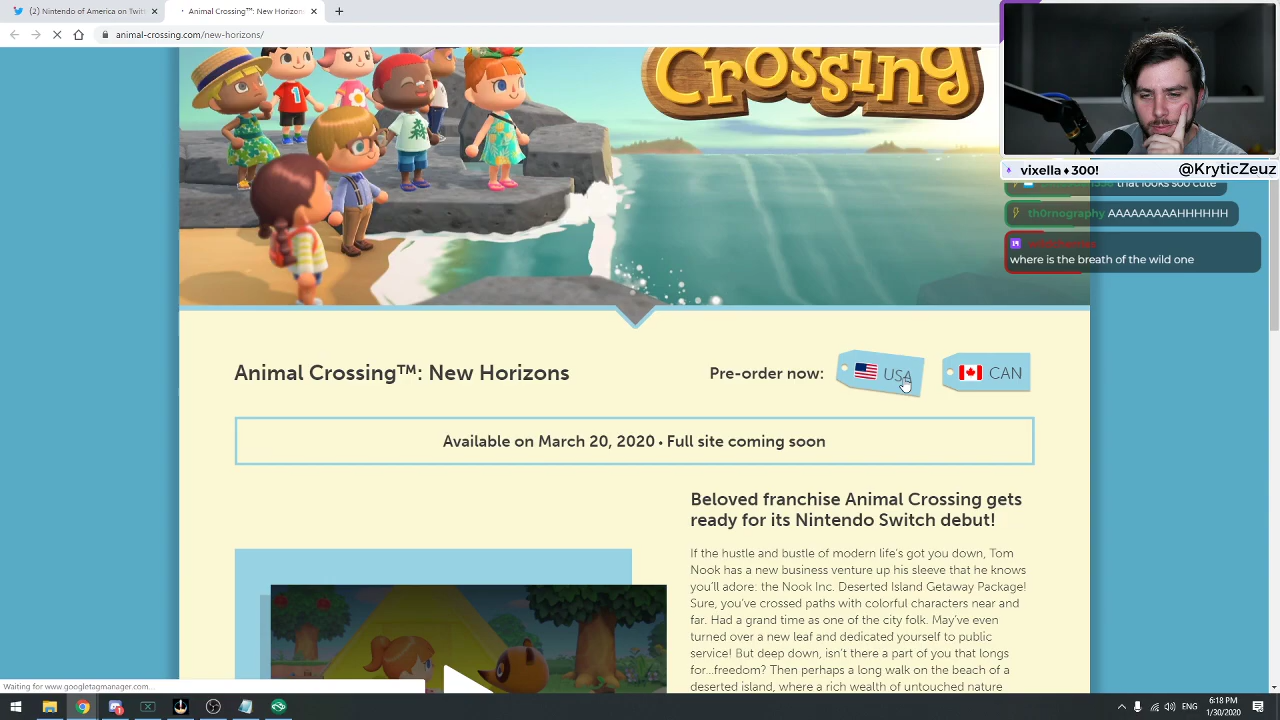 (2) Nintendo of America on Twitt
Animal Crossing™: New Horizons
animal-crossing.com/new-horizons/
Crossing
vixella 300!
@KryticZeuz
that looks soo cute
th0rnography AAAAAAAAAHHHHHH
where is the breath of the wild one
Animal Crossing™: New Horizons
Pre-order now:
USA
CAN
Available on March 20, 2020 • Full site coming soon
Beloved franchise Animal Crossing gets
ready for its Nintendo Switch debut!
If the hustle and bustle of modern life's got you down, Tom
Nook has a new business venture up his sleeve that he knows
you'll adore: the Nook Inc. Deserted Island Getaway Package!
Sure, you've crossed paths with colorful characters near and
far. Had a grand time as one of the city folk. May've even
turned over a new leaf and dedicated yourself to public
service! But deep down, isn't there a part of you that longs
for...freedom? Then perhaps a long walk on the beach of a
deserted island, where a rich wealth of untouched nature
Waiting for www.googletagmanager.com...
ENG
6:18 PM
1/30/2020